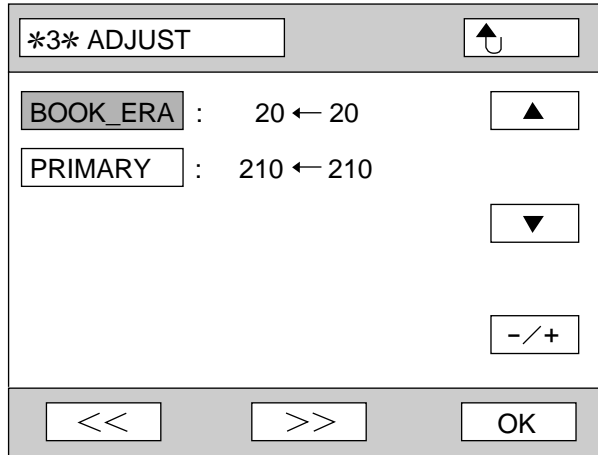 *3* ADJUST
BOOK_ERA : 20 ← 20
▲
PRIMARY : 210 ← 210
▼
-/+
<< >> OK